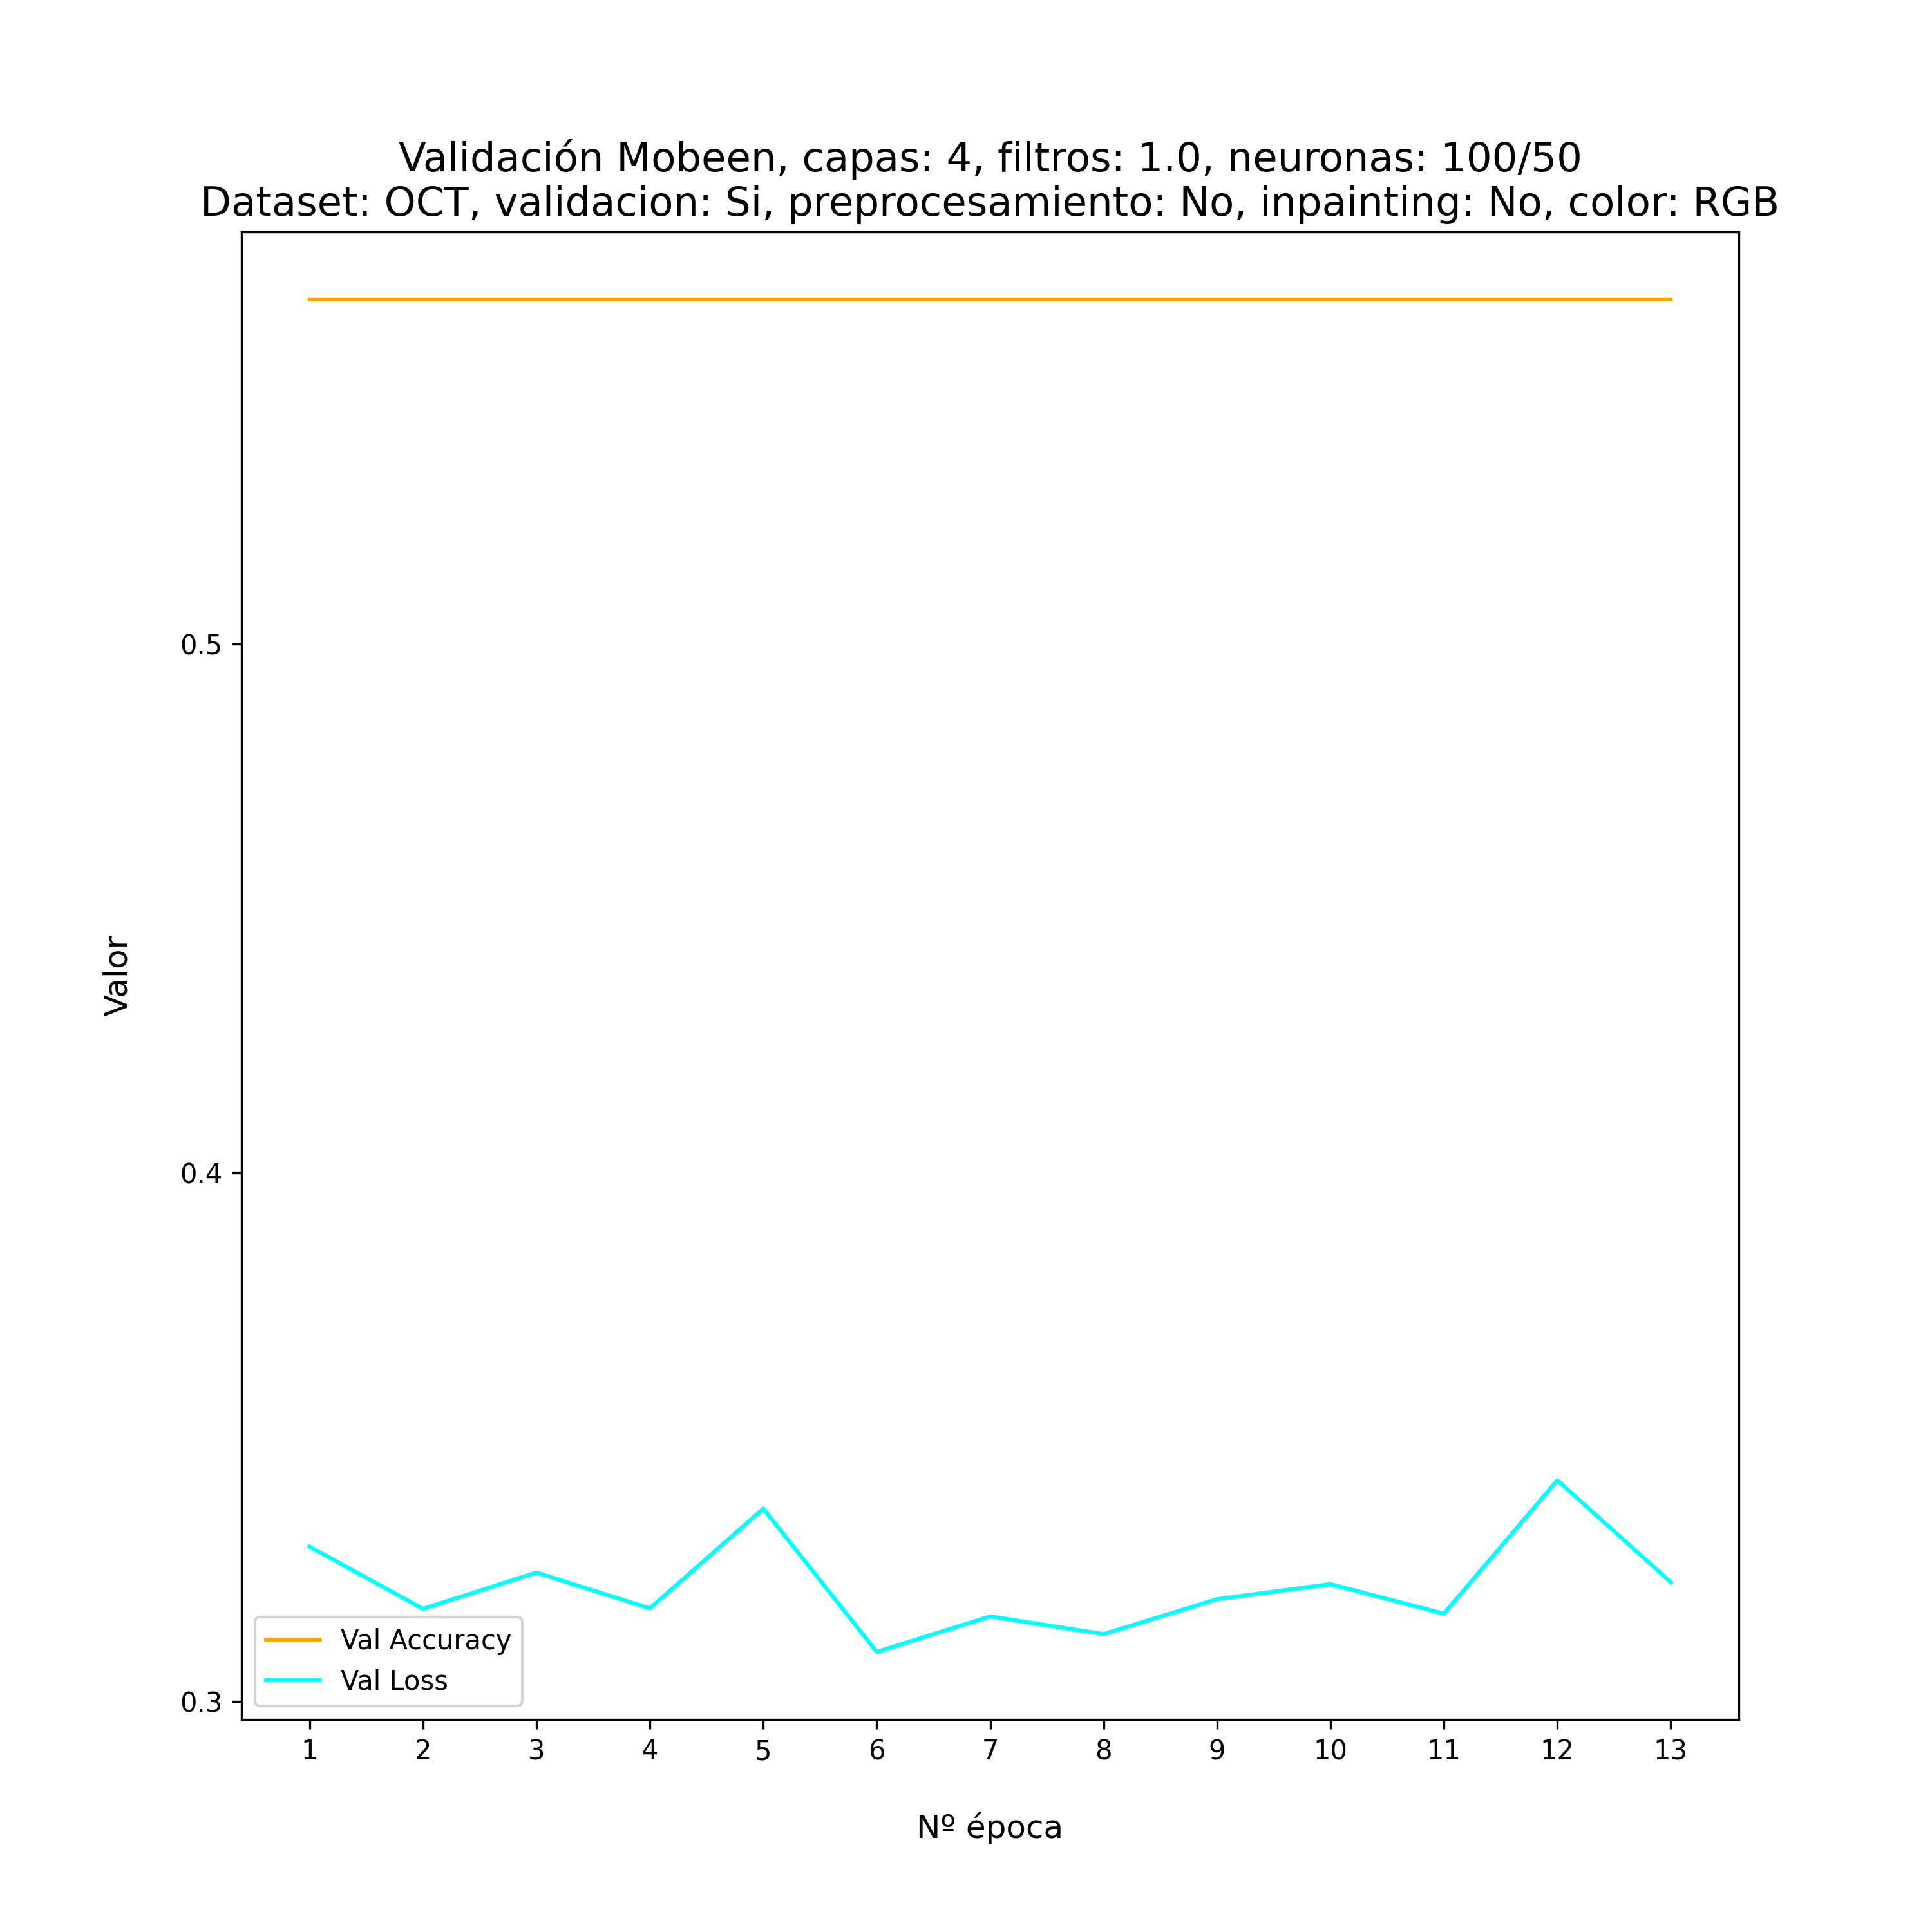 Validación Mobeen, capas: 4, filtros: 1.0, neuronas: 100/50
Dataset: OCT, validacion: Si, preprocesamiento: No, inpainting: No, color: RGB
0.5
0.4
0.3
Valor
Val Accuracy
Val Loss
1 2 3 4 5 6 7 8 9 10 11 12 13
Nº época